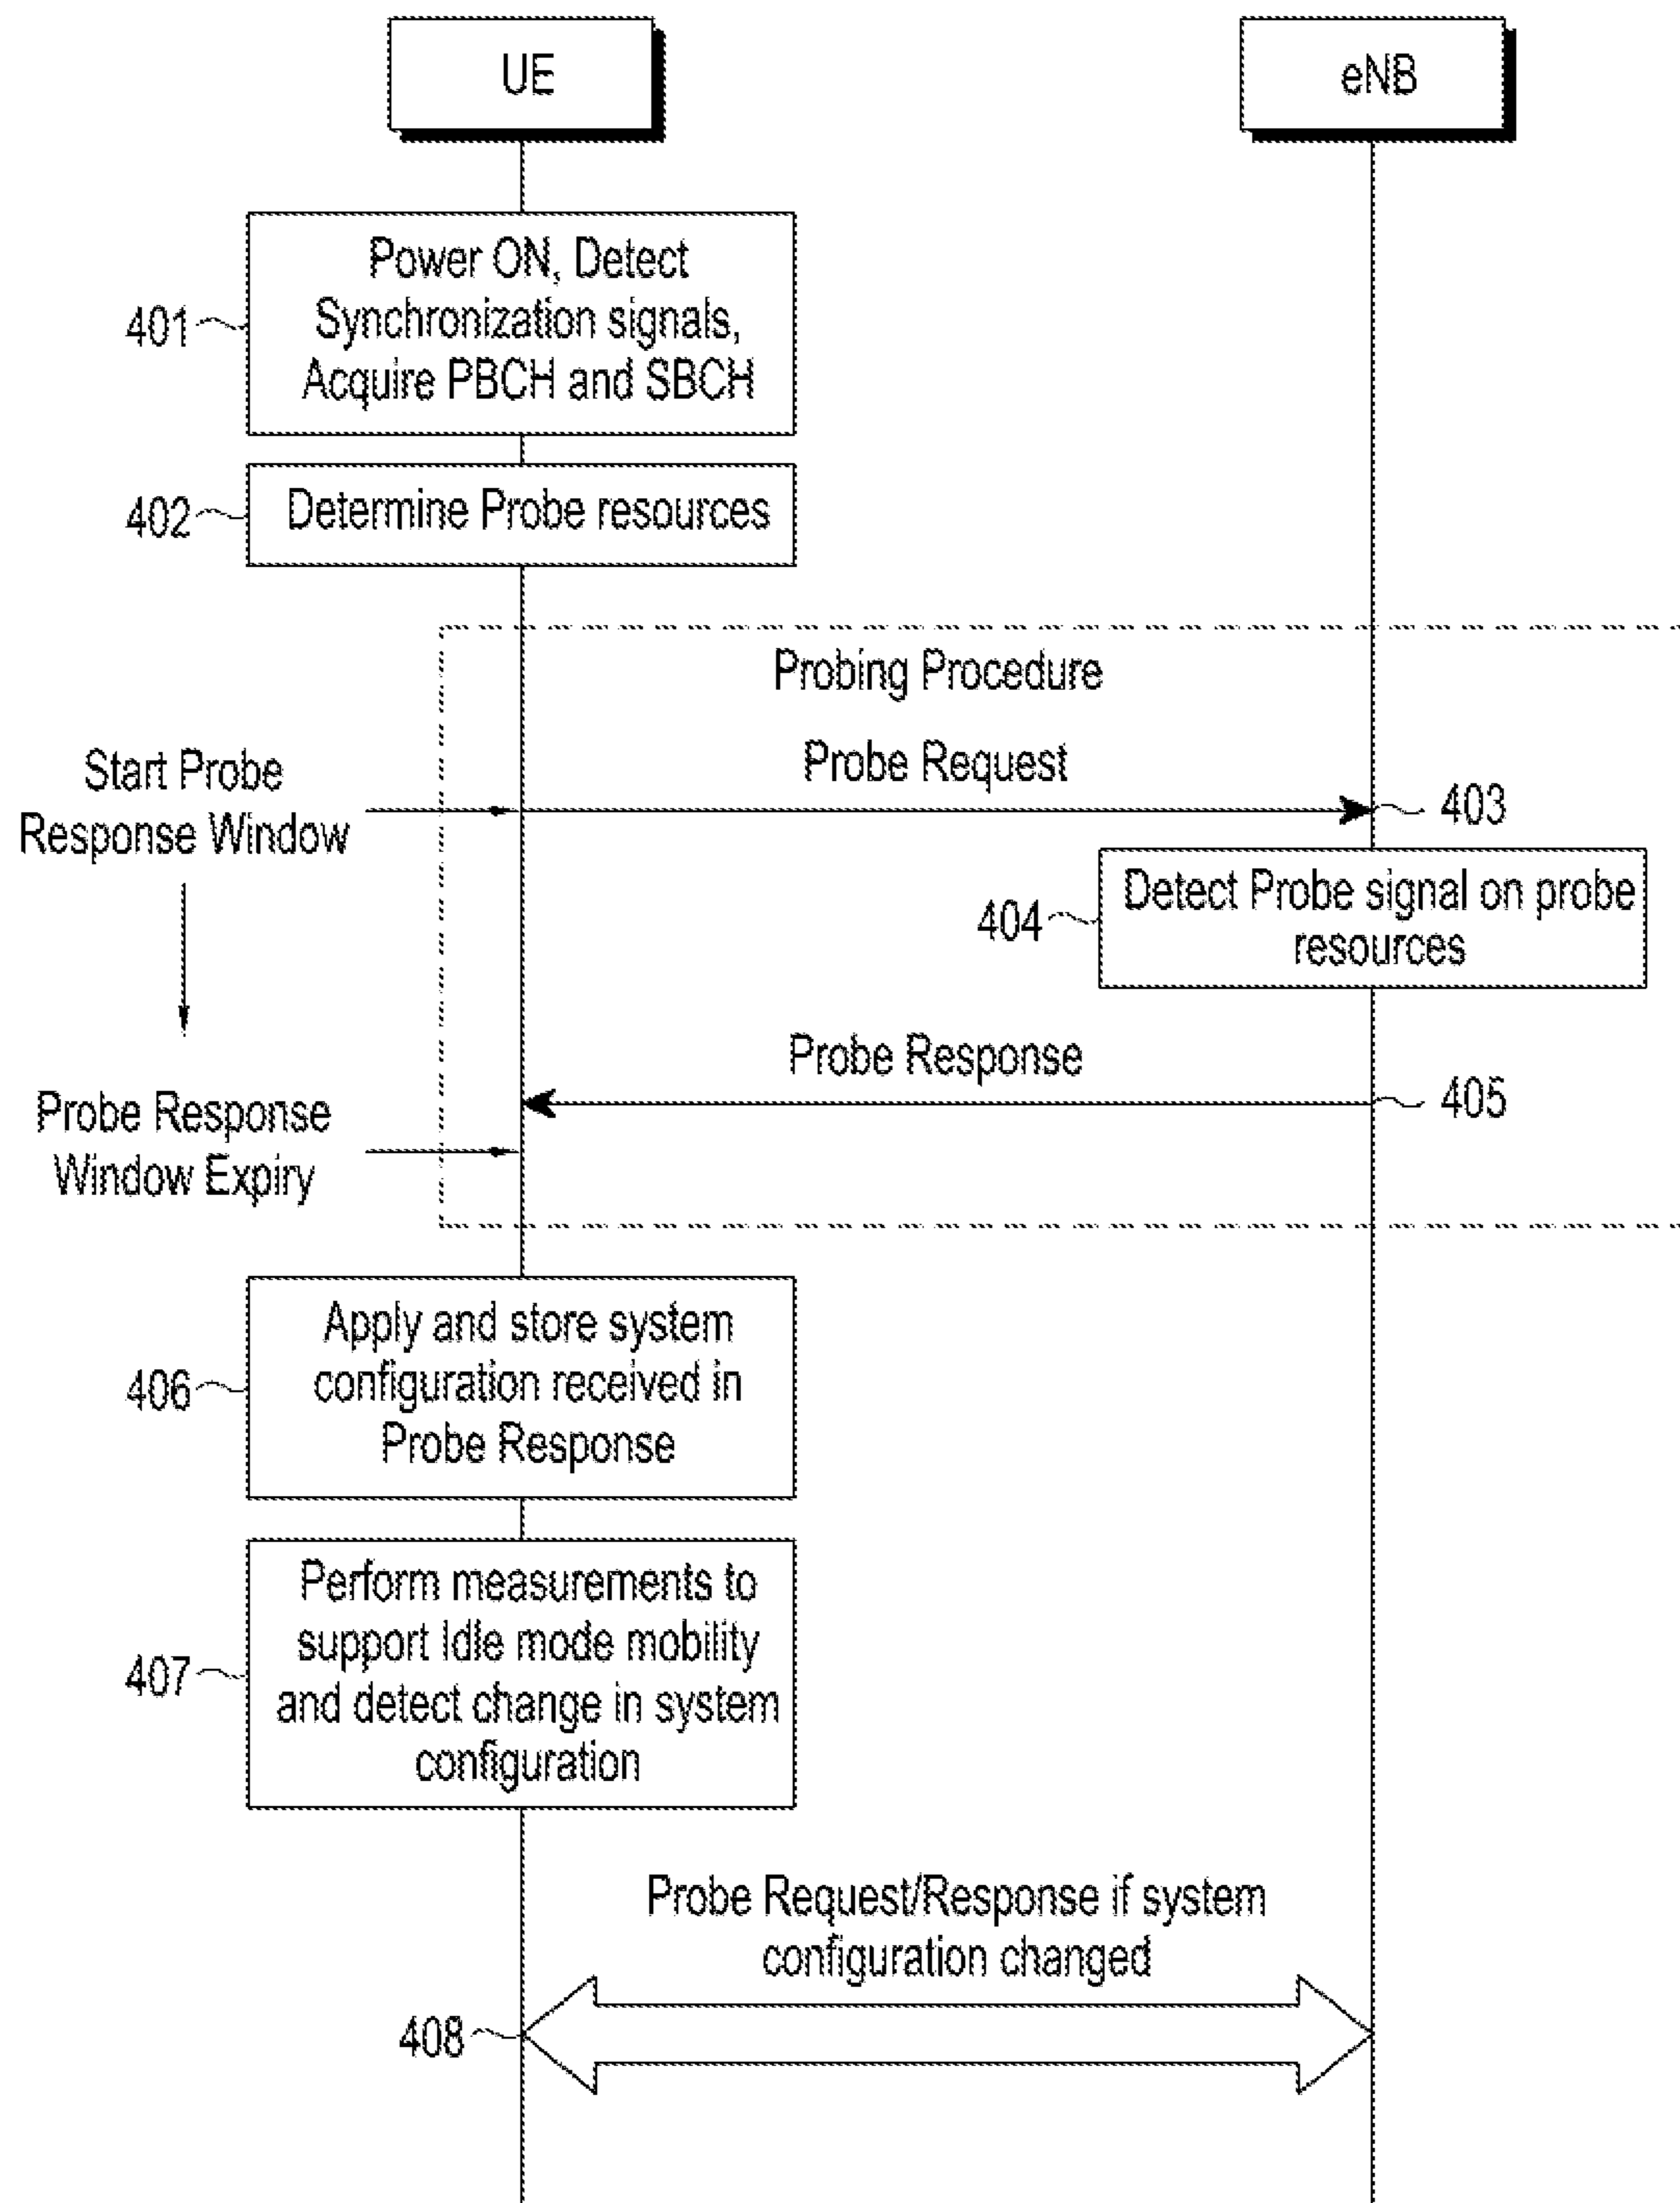 UE
eNB
Power ON, Detect
Synchronization signals,
Acquire PBCH and SBCH
401
Determine Probe resources
402
Probing Procedure
Probe Request
Start Probe
Response Window
403
Detect Probe signal on probe
resources
404
Probe Response
405
Probe Response
Window Expiry
Apply and store system
configuration received in
Probe Response
406
Perform measurements to
support Idle mode mobility
and detect change in system
configuration
407
Probe Request/Response if system
configuration changed
408